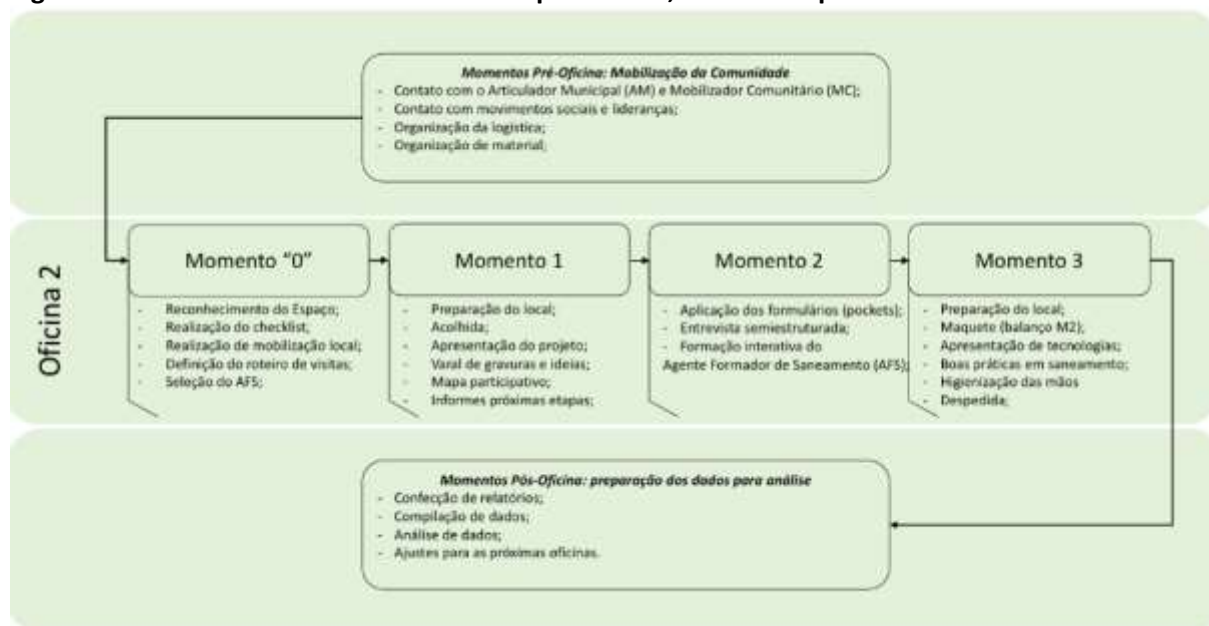 Momentos Pré-Oficina: Mobilização da Comunidade
- Contato com o Articulador Municipal (AM) e Mobilizador Comunitário (MC);
- Contato com movimentos sociais e lideranças;
- Organização da logística;
- Organização de material;
Oficina 2
Momento "0"
- Reconhecimento do Espaço;
- Realização do checklist,
- Realização de mobilização local;
- Definição do roteiro de visitas;
- Seleção do AFS;
Momento 1
- Preparação do local;
- Acolhida;
- Apresentação do projeto;
- Varal de gravuras e ideias;
- Mapa participativo;
- Informes próximas etapas;
Momento 2
- Aplicação dos formulários (pockets);
- Entrevista semiestruturada;
- Formação interativa do
Agente Formador de Saneamento (AFS);
Momento 3
- Preparação do local;
- Maquete (balanço M2);
- Apresentação de tecnologias;
- Boas práticas em saneamento;
- Higienização das mãos
- Despedida;
Momentos Pós-Oficina: preparação dos dados para análise
- Confecção de relatórios;
- Compilação de dados;
- Análise de dados;
- Ajustes para as próximas oficinas.